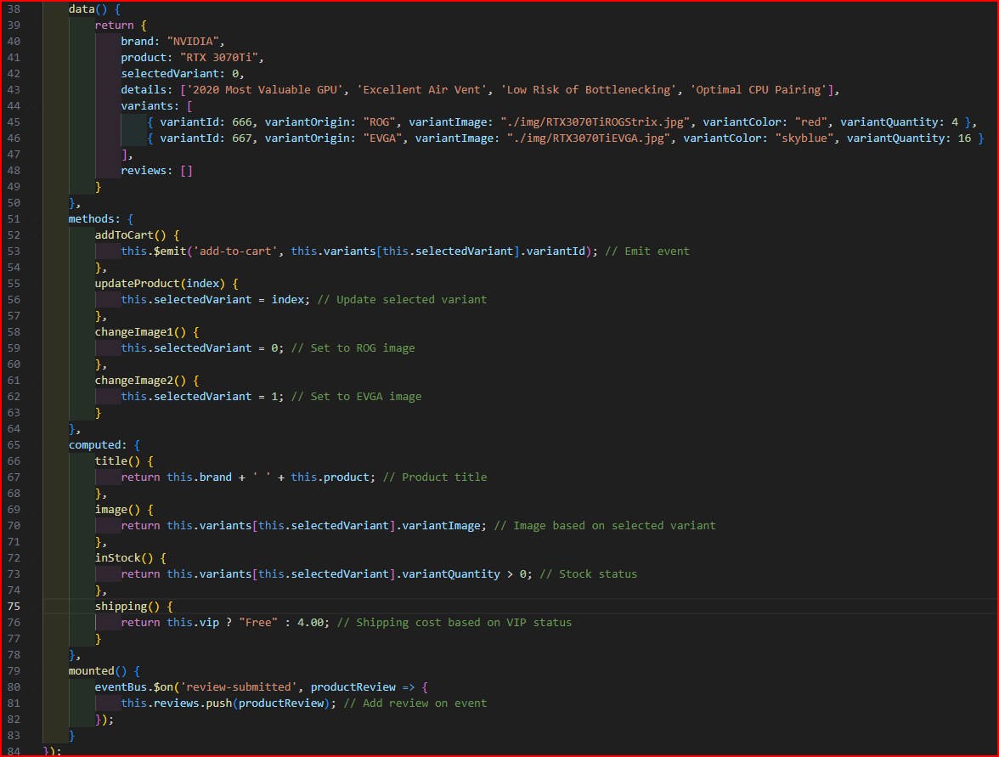 38 data() {
39 return {
40 brand: "NVIDIA",
41 product: "RTX 3070Ti",
42 selectedVariant: 0,
43 details: ['2020 Most Valuable GPU', 'Excellent Air Vent', 'Low Risk of Bottlenecking', 'Optimal CPU Pairing'],
44 variants: [
45 { variantId: 666, variantOrigin: "ROG", variantImage: "./img/RTX3070TiROGStrix.jpg", variantColor: "red", variantQuantity: 4 },
46 { variantId: 667, variantOrigin: "EVGA", variantImage: "./img/RTX3070TiEVGA.jpg", variantColor: "skyblue", variantQuantity: 16 }
47 ],
48 reviews: []
49 }
50 },
51 methods: {
52 addToCart() {
53 this.$emit('add-to-cart', this.variants[this.selectedVariant].variantId); // Emit event
54 },
55 updateProduct(index) {
56 this.selectedVariant = index; // Update selected variant
57 },
58 changeImage1() {
59 this.selectedVariant = 0; // Set to ROG image
60 },
61 changeImage2() {
62 this.selectedVariant = 1; // Set to EVGA image
63 }
64 },
65 computed: {
66 title() {
67 return this.brand + ' ' + this.product; // Product title
68 },
69 image() {
70 return this.variants[this.selectedVariant].variantImage; // Image based on selected variant
71 },
72 inStock() {
73 return this.variants[this.selectedVariant].variantQuantity > 0; // Stock status
74 },
75 shipping() {
76 return this.vip ? "Free" : 4.00; // Shipping cost based on VIP status
77 }
78 },
79 mounted() {
80 eventBus.$on('review-submitted', productReview => {
81 this.reviews.push(productReview); // Add review on event
82 });
83 }
84 });